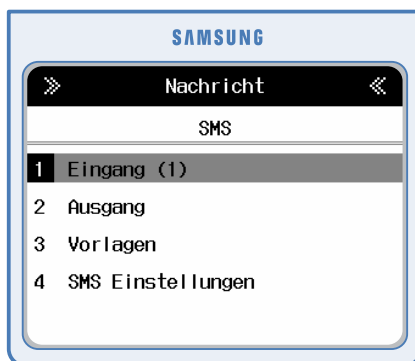 SAMSUNG
Nachricht
SMS
1 Eingang (1)
2 Ausgang
3 Vorlagen
4 SMS Einstellungen